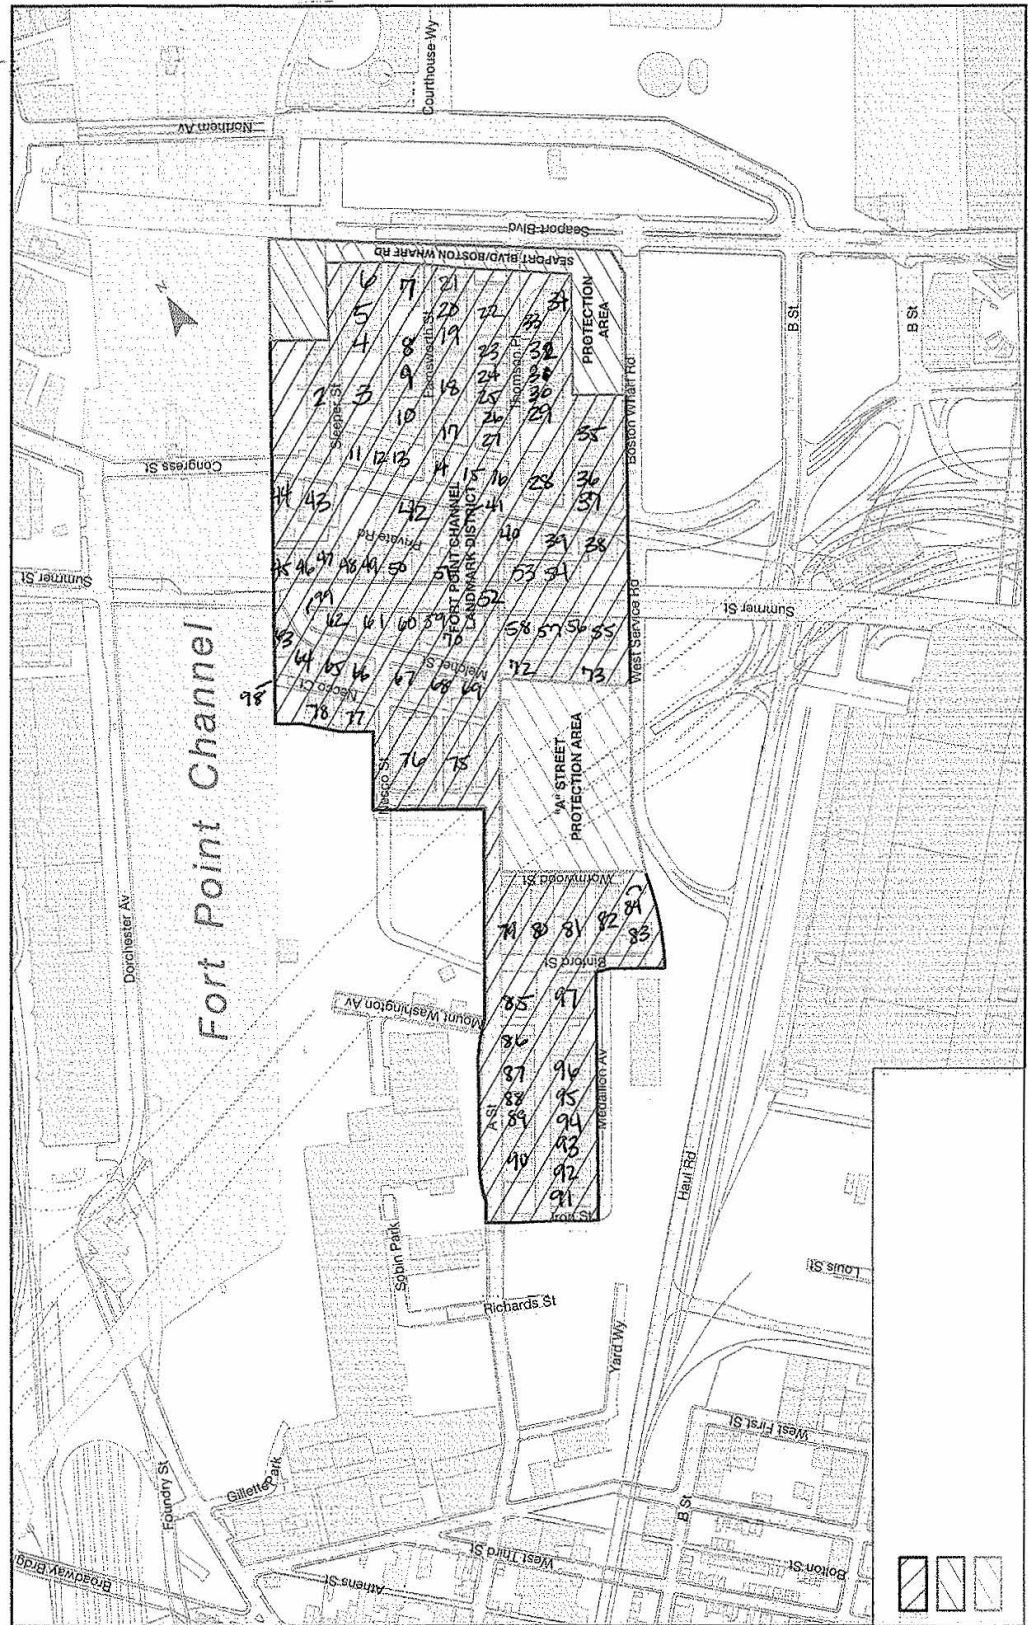 Courthouse Wy
Northern Av
Seaport Blvd
SEAPORT BLVD/BOSTON WHARF RD
N
PROTECTION
AREA
B St
B St
6
7
21
5
20
22
34
33
4
8
19
Farnsworth St
Thomson Pl
23
32
9
24
2
3
18
25
30
Sleeper St
10
26
29
Boston Wharf Rd
17
27
35
11
12
13
Congress St
14
15
16
28
36
37
44
43
42
41
FORT POINT CHANNEL
LANDMARK DISTRICT
Private Rd
40
39
38
45
46
47
48
49
50
51
53
54
Summer St
Summer St
52
99
62
61
60
59
58
57
56
55
West Service Rd
63
70
64
65
66
67
68
69
Melcher St
72
73
98
Necco Ct
78
77
Necco St
76
75
"A" STREET
PROTECTION AREA
Fort Point Channel
Dorchester Av
Wormwood St
79
80
81
82
84
83
Binford St
Mount Washington Av
85
97
86
87
96
88
95
A St
89
94
Medallion Av
93
90
92
91
Iron St
Haul Rd
Sobin Park
Louis St
Richards St
Yard Wy
West First St
Foundry St
Gillette Park
B St
West Third St
Bolton St
Athens St
Broadway Brdg